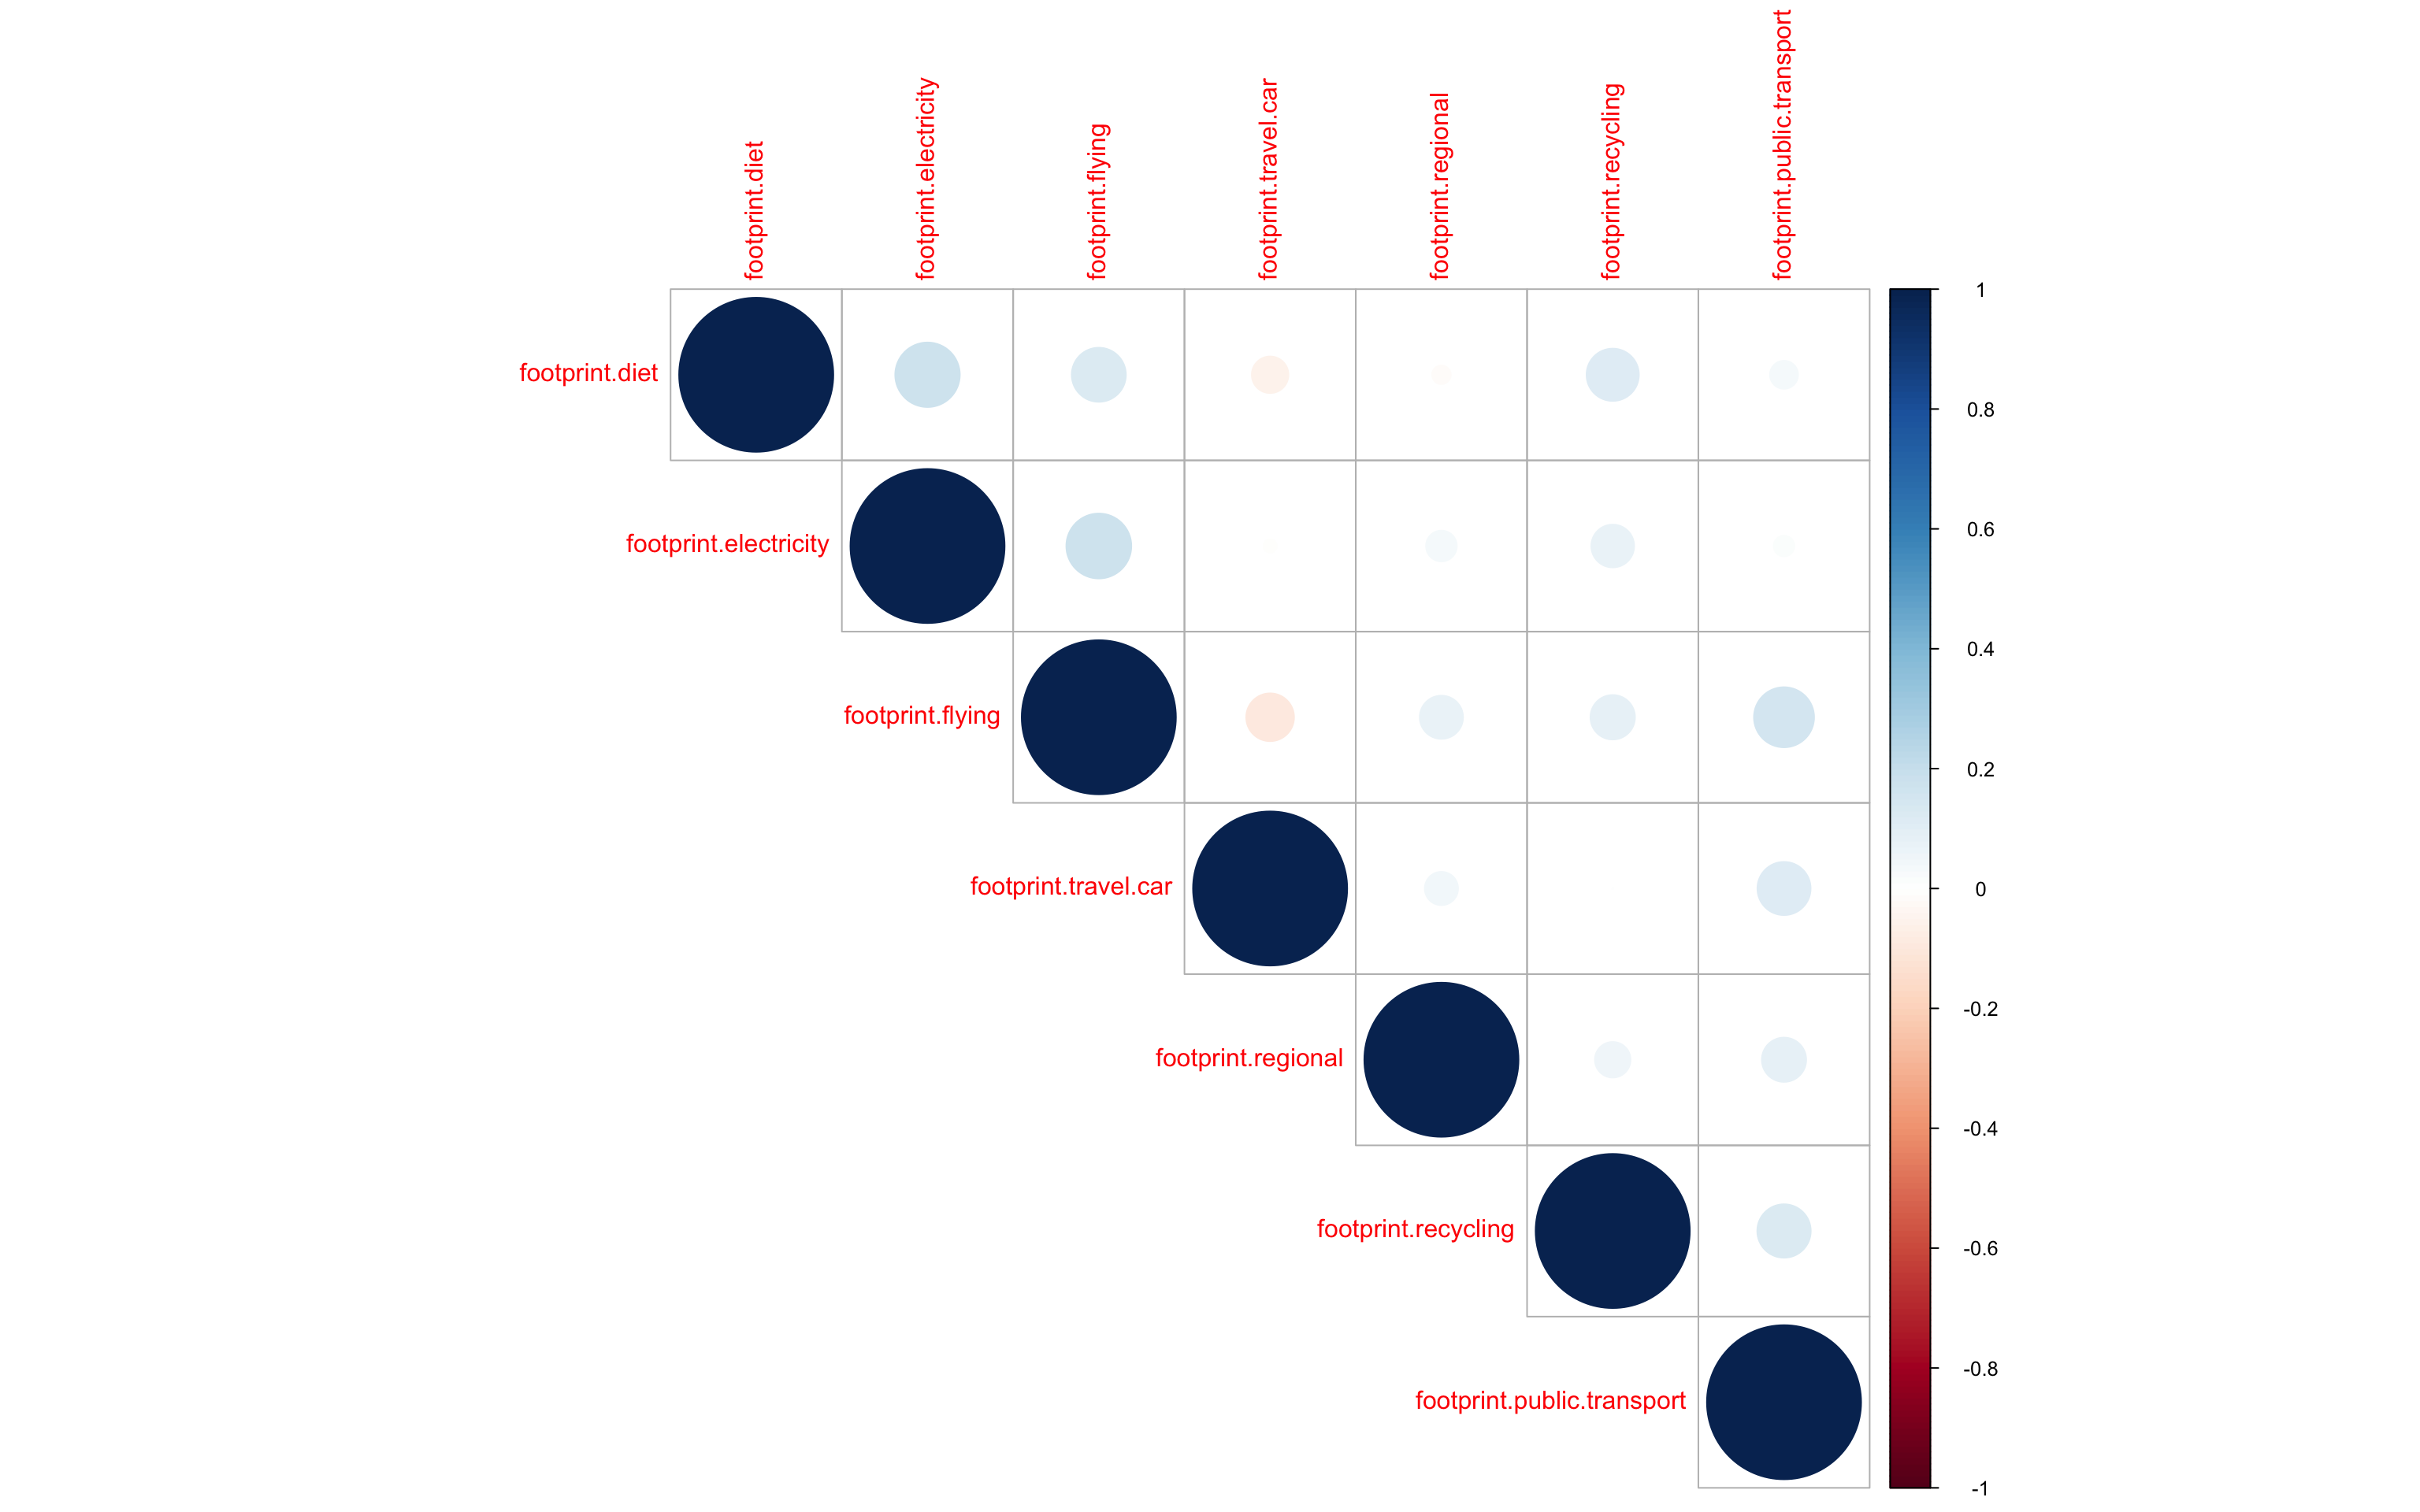 footprint.diet
footprint.electricity
footprint.flying
footprint.travel.car
footprint.regional
footprint.recycling
footprint.public.transport
footprint.diet
footprint.electricity
footprint.flying
footprint.travel.car
footprint.regional
footprint.recycling
footprint.public.transport
1
0.8
0.6
0.4
0.2
0
-0.2
-0.4
-0.6
-0.8
-1